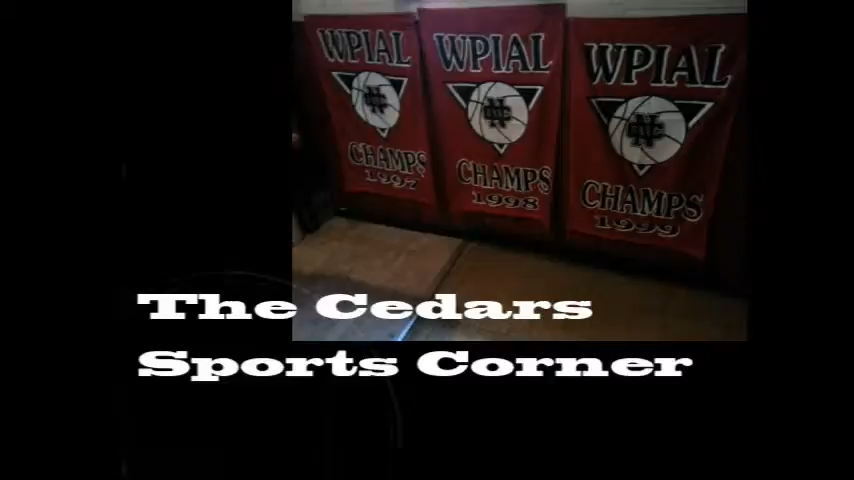 WPIAL
CHAMPS
1997
WPIAL
CHAMPS
1998
WPIAL
CHAMPS
1999
The Cedars
Sports Corner